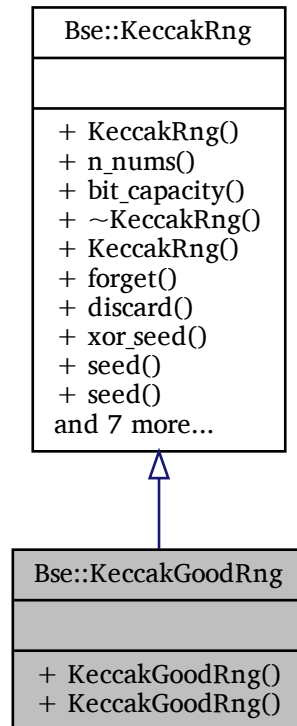 Bse::KeccakRng
+ KeccakRng()
+ n_nums()
+ bit_capacity()
+ ~KeccakRng()
+ KeccakRng()
+ forget()
+ discard()
+ xor_seed()
+ seed()
+ seed()
and 7 more...
Bse::KeccakGoodRng
+ KeccakGoodRng()
+ KeccakGoodRng()